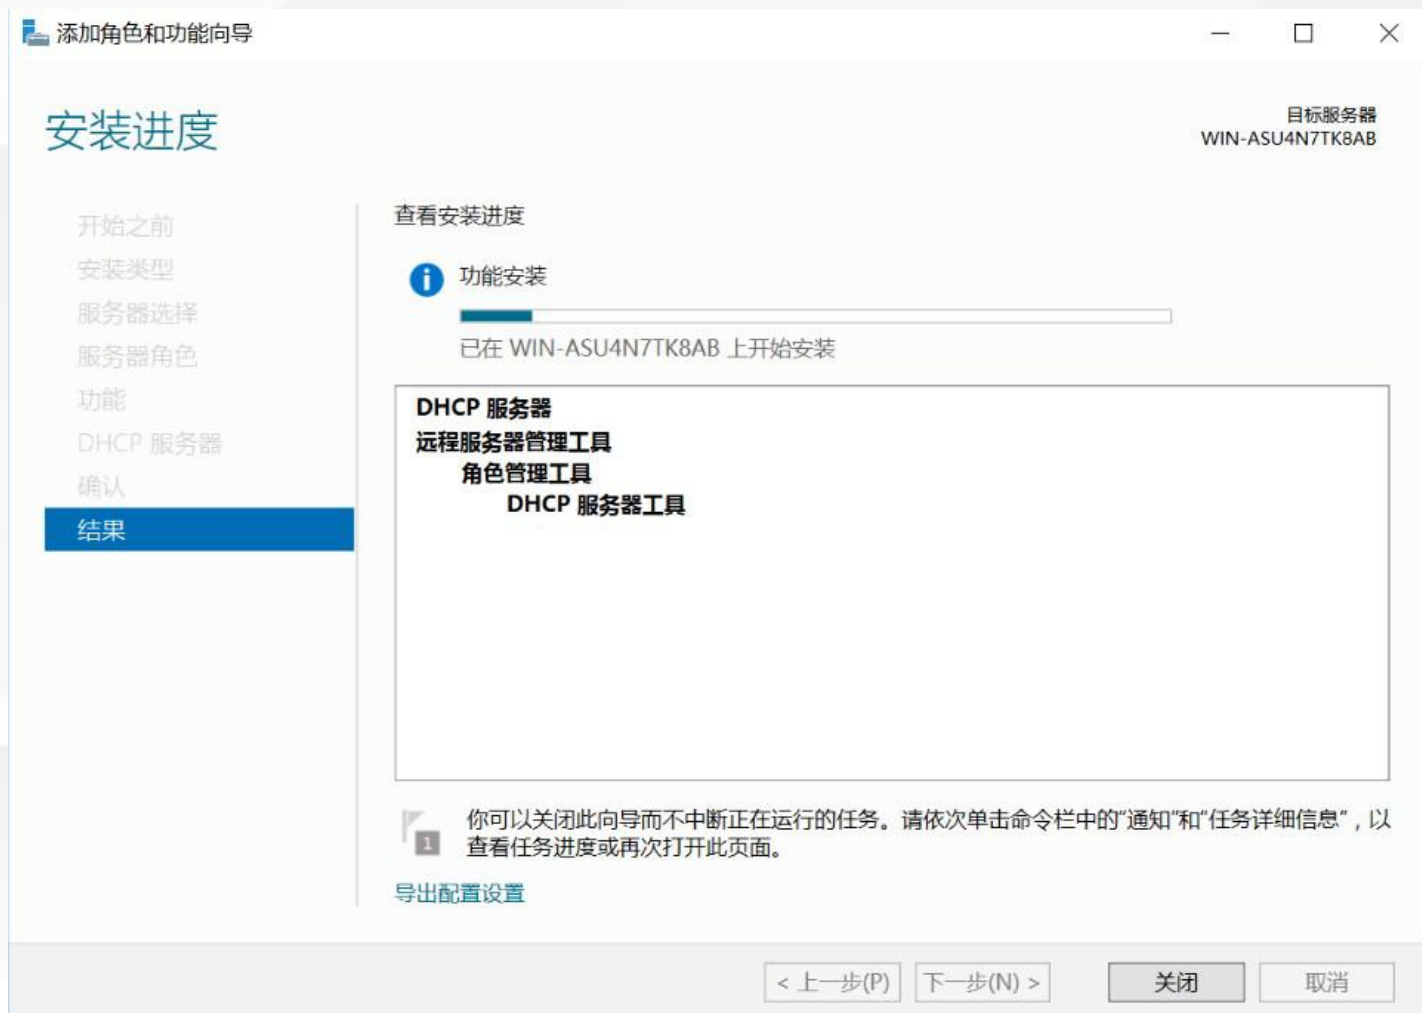 添加角色和功能向导
安装进度
目标服务器
WIN-ASU4N7TK8AB
开始之前
安装类型
服务器选择
服务器角色
功能
DHCP 服务器
确认
结果
查看安装进度
功能安装
已在 WIN-ASU4N7TK8AB 上开始安装
DHCP 服务器
远程服务器管理工具
角色管理工具
DHCP 服务器工具
1
你可以关闭此向导而不中断正在运行的任务。请依次单击命令栏中的"通知"和"任务详细信息"，以
查看任务进度或再次打开此页面。
导出配置设置
< 上一步(P)
下一步(N) >
关闭
取消